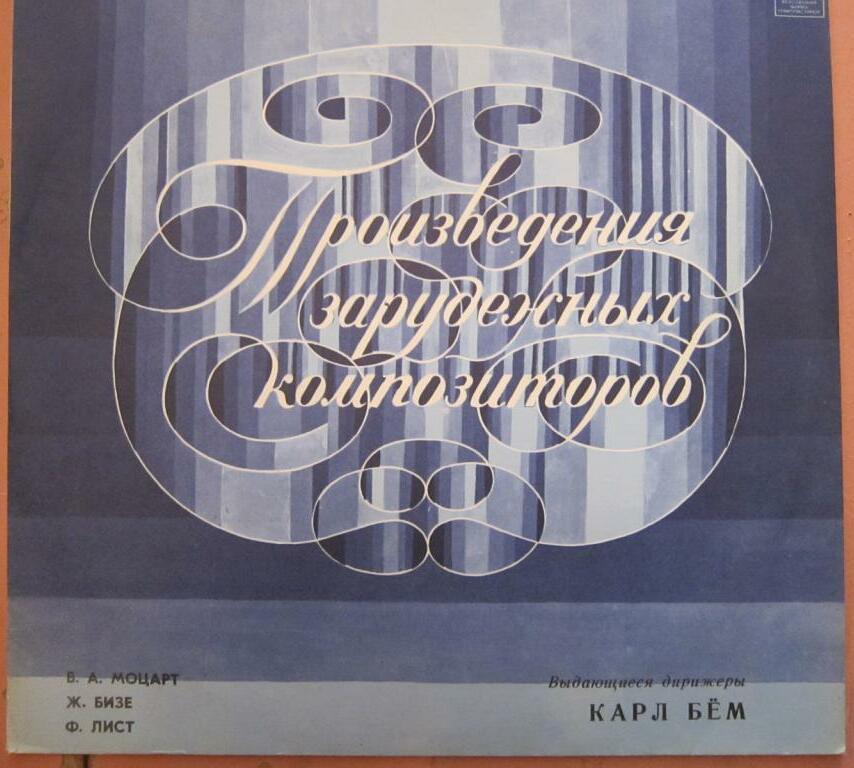 Произведения
зарубежных
композиторов
В. А. МОЦАРТ
Ж. БИЗЕ
Ф. ЛИСТ
Выдающиеся дирижеры
КАРЛ БЁМ